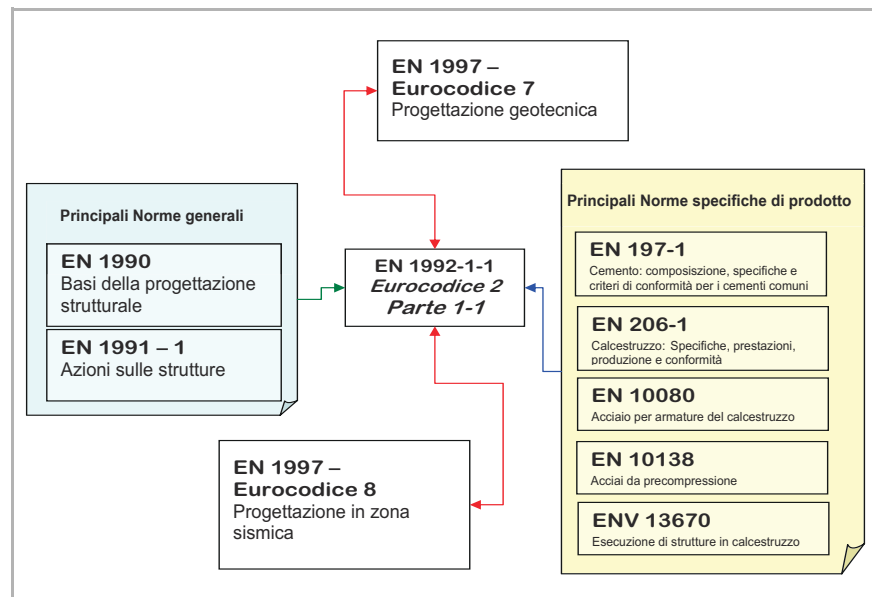 EN 1997 –
Eurocodice 7
Progettazione geotecnica
Principali Norme generali
EN 1990
Basi della progettazione
strutturale
EN 1991 – 1
Azioni sulle strutture
EN 1992-1-1
Eurocodice 2
Parte 1-1
EN 1997 –
Eurocodice 8
Progettazione in zona
sismica
Principali Norme specifiche di prodotto
EN 197-1
Cemento: composizione, specifiche e
criteri di conformità per i cementi comuni
EN 206-1
Calcestruzzo: Specifiche, prestazioni,
produzione e conformità
EN 10080
Acciaio per armature del calcestruzzo
EN 10138
Acciai da precompressione
ENV 13670
Esecuzione di strutture in calcestruzzo